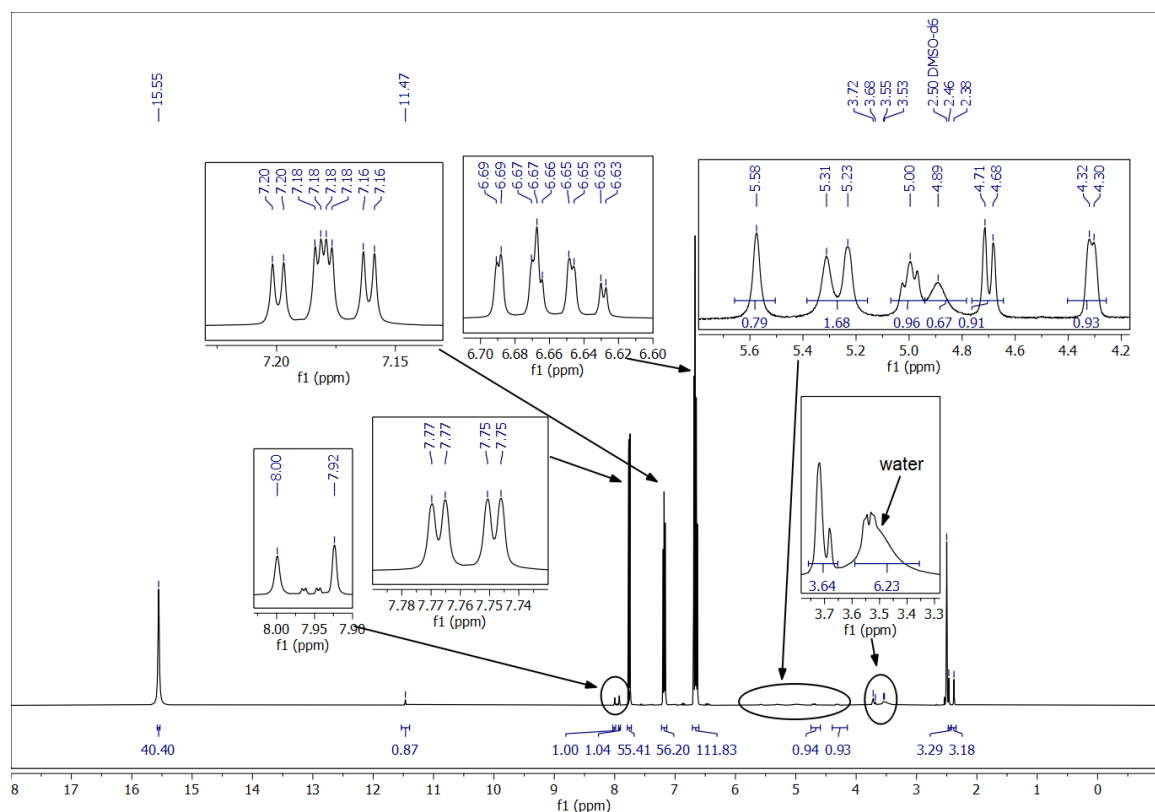 15.55
11.47
3.72
3.68
3.55
3.53
2.50 DMSO-d6
2.46
2.38
7.20
7.20
7.18
7.18
7.18
7.18
7.16
7.16
7.20 7.15
f1 (ppm)
6.69
6.69
6.67
6.67
6.66
6.65
6.65
6.63
6.63
6.70 6.68 6.66 6.64 6.62 6.60
f1 (ppm)
5.58
5.31
5.23
5.00
4.89
4.71
4.68
4.32
4.30
0.79 1.68 0.96 0.67 0.91 0.93
5.6 5.4 5.2 5.0 4.8 4.6 4.4 4.2
f1 (ppm)
8.00
7.92
8.00 7.95 7.90
f1 (ppm)
7.77
7.77
7.75
7.75
7.78 7.77 7.76 7.75 7.74
f1 (ppm)
water
3.64 6.23
3.7 3.6 3.5 3.4 3.3
f1 (ppm)
40.40 0.87 1.00 1.04 55.41 56.20 111.83 0.94 0.93 3.29 3.18
18 17 16 15 14 13 12 11 10 9 8 7 6 5 4 3 2 1 0
f1 (ppm)